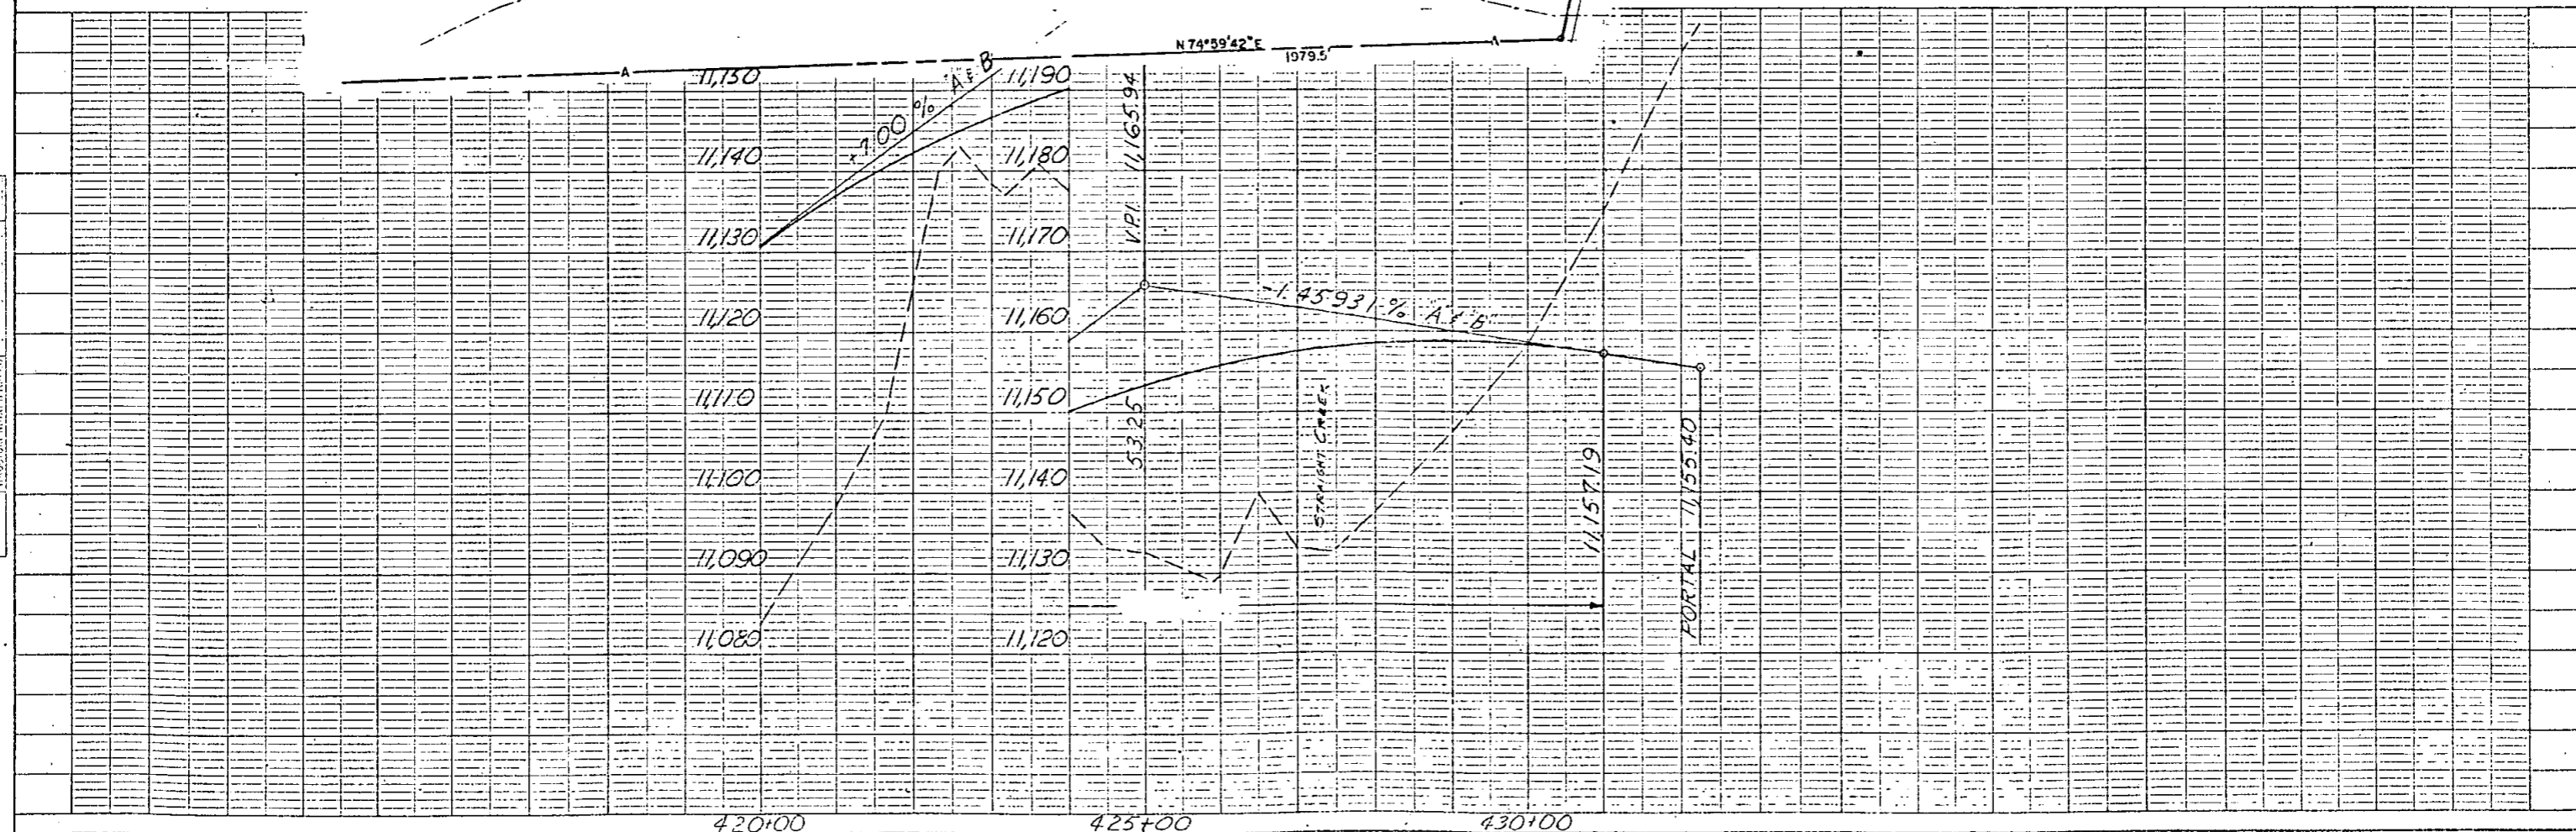 N 74°59'42" E
1979.5'
A
A
11,150
11,140
11,130
11,120
11,110
11,100
11,090
11,080
+7.00 % "A & B"
11,190
11,180
11,170
11,160
11,150
11,140
11,130
11,120
V.P.I. 11,165.94
53.25
-1.45931 % "A & B"
STRAIGHT CREEK
11,157.19
PORTAL 11,155.40
420+00
425+00
430+00